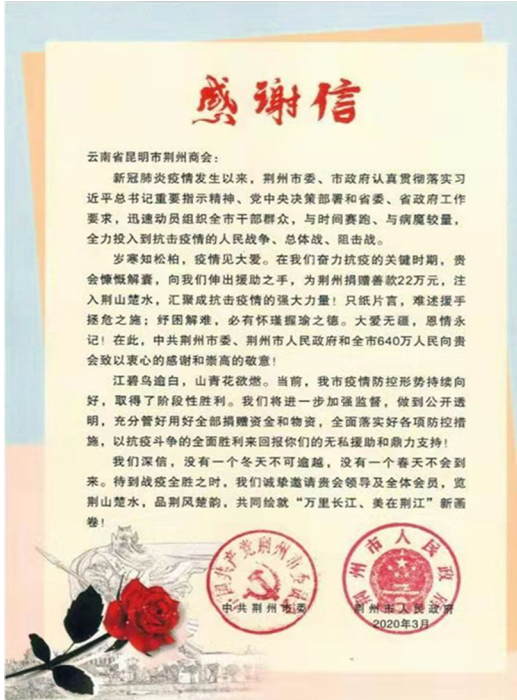 感谢信
云南省昆明市荆州商会：
新冠肺炎疫情发生以来，荆州市委、市政府认真贯彻落实习
近平总书记重要指示精神、党中央决策部署和省委、省政府工作
要求，迅速动员组织全市干部群众，与时间赛跑、与病魔较量，
全力投入到抗击疫情的人民战争、总体战、阻击战。
岁寒知松柏，疫情见大爱。在我们奋力抗疫的关键时期，贵
会慷慨解囊，向我们伸出援助之手，为荆州捐赠善款22万元，注
入荆山楚水，汇聚成抗击疫情的强大力量！只纸片言，难述援手
拯危之施；纾困解难，必有怀瑾握瑜之德。大爱无疆，恩情永
记！在此，中共荆州市委、荆州市人民政府和全市640万人民向贵
会致以衷心的感谢和崇高的敬意！
江碧鸟逾白，山青花欲燃。当前，我市疫情防控形势持续向
好，取得了阶段性胜利。我们将进一步加强监督，做到公开透
明，充分管好用好全部捐赠资金和物资，全面落实好各项防控措
施，以抗疫斗争的全面胜利来回报你们的无私援助和鼎力支持！
我们深信，没有一个冬天不可逾越，没有一个春天不会到
来。待到战疫全胜之时，我们诚挚邀请贵会领导及全体会员，览
荆山楚水，品荆风楚韵，共同绘就“万里长江、美在荆江”新画
卷！
中国共产党荆州市委员会
荆州市人民政府
中共荆州市委
荆州市人民政府
2020年3月